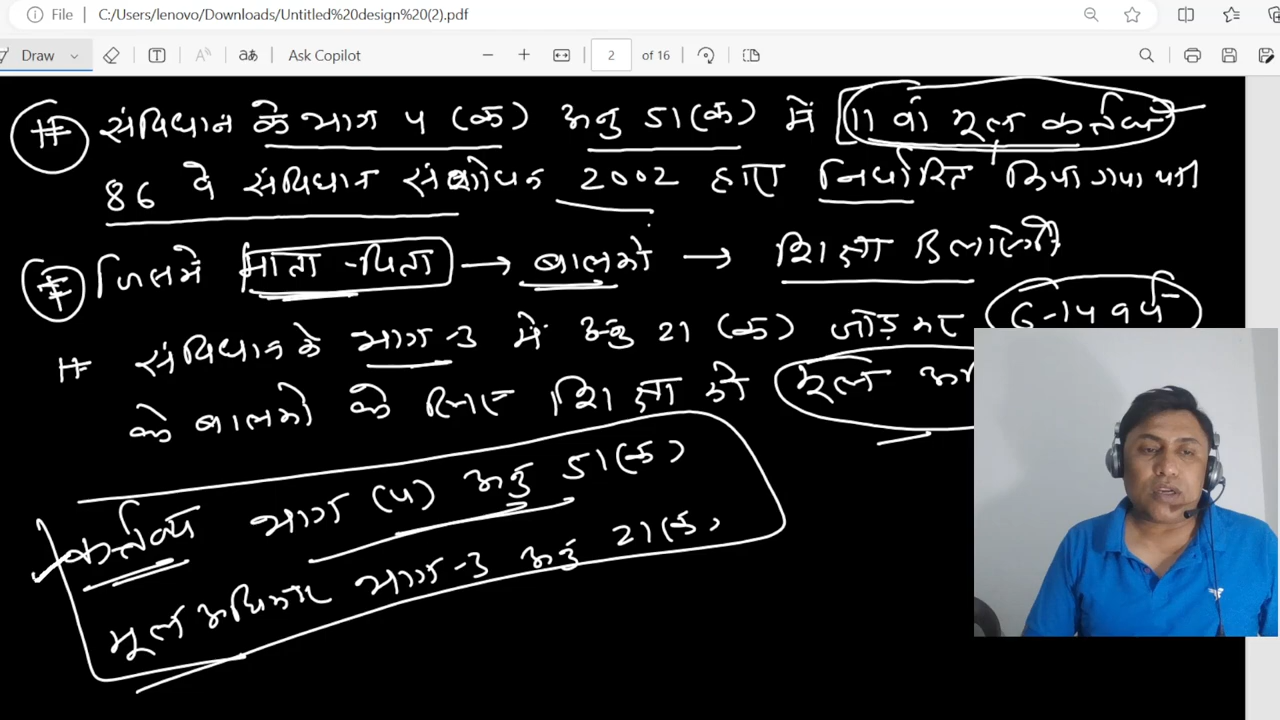 File C:/Users/lenovo/Downloads/Untitled%20design%20(2).pdf
Draw aあ Ask Copilot 2 of 16
# संविधान के भाग 4 (क) अनु 51(क) में [11 वां मूल कर्तव्य
86 वे संविधान संशोधन 2002 द्वारा निर्धारित किया गया था
# जिसमें माता-पिता → बालको → शिक्षा दिलाएंगे
# संविधान के भाग-3 में अनु 21 (क) जोड़ कर 6-14 वर्ष
के बालको के लिए शिक्षा को मूल
कर्तव्य भाग (4) अनु 51(क)
मूल अधिकार भाग-3 अनु 21(क)